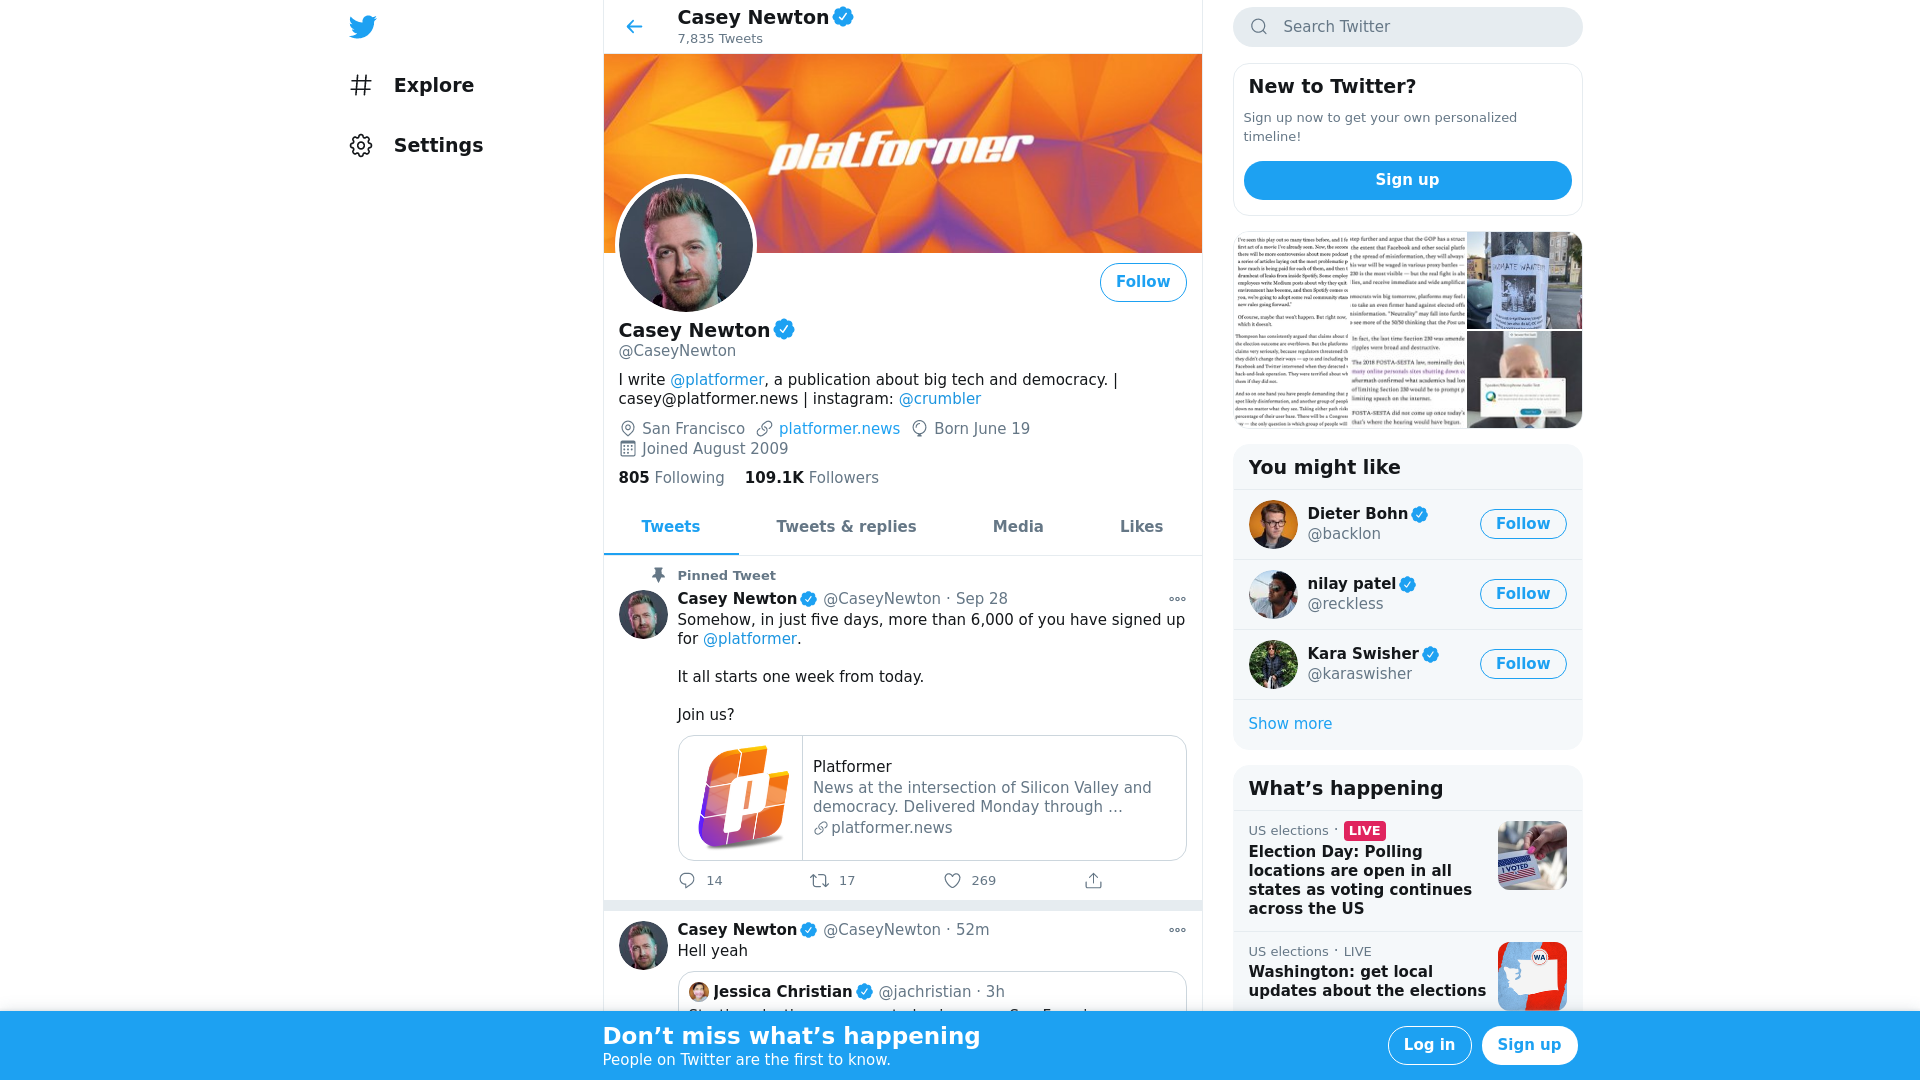 Explore
Settings
Casey Newton
7,835 Tweets
platformer
Follow
Casey Newton
@CaseyNewton
I write @platformer, a publication about big tech and democracy. |
casey@platformer.news | instagram: @crumbler
San Francisco platformer.news Born June 19
Joined August 2009
805 Following 109.1K Followers
Tweets Tweets & replies Media Likes
Pinned Tweet
Casey Newton @CaseyNewton · Sep 28
Somehow, in just five days, more than 6,000 of you have signed up
for @platformer.
It all starts one week from today.
Join us?
Platformer
News at the intersection of Silicon Valley and
democracy. Delivered Monday through …
platformer.news
14 17 269
Casey Newton @CaseyNewton · 52m
Hell yeah
Jessica Christian @jachristian · 3h
Search Twitter
New to Twitter?
Sign up now to get your own personalized
timeline!
Sign up
You might like
Dieter Bohn
@backlon
Follow
nilay patel
@reckless
Follow
Kara Swisher
@karaswisher
Follow
Show more
What’s happening
US elections · LIVE
Election Day: Polling
locations are open in all
states as voting continues
across the US
I VOTED
US elections · LIVE
Washington: get local
updates about the elections
WA
Don’t miss what’s happening
People on Twitter are the first to know.
Log in
Sign up